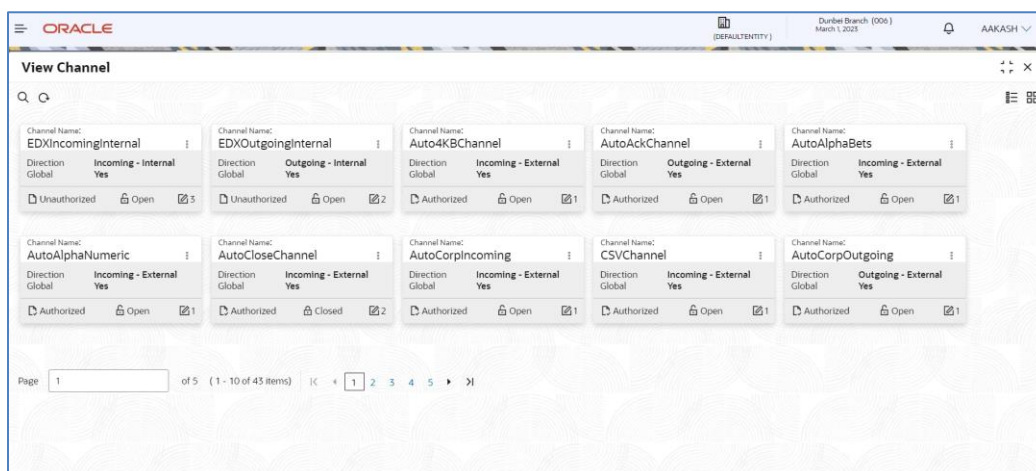 ORACLE
(DEFAULTENTITY)
Dunbei Branch (006)
March 1, 2023
AAKASH
View Channel
Channel Name: Channel Name: Channel Name: Channel Name: Channel Name:
EDXIncomingInternal EDXOutgoingInternal Auto4KBChannel AutoAckChannel AutoAlphaBets
Direction Incoming - Internal Direction Outgoing - Internal Direction Incoming - External Direction Outgoing - External Direction Incoming - External
Global Yes Global Yes Global Yes Global Yes Global Yes
Unauthorized Open 3 Unauthorized Open 2 Authorized Open 1 Authorized Open 1 Authorized Open 1
Channel Name: Channel Name: Channel Name: Channel Name: Channel Name:
AutoAlphaNumeric AutoCloseChannel AutoCorpIncoming CSVChannel AutoCorpOutgoing
Direction Incoming - External Direction Incoming - External Direction Incoming - External Direction Incoming - External Direction Outgoing - External
Global Yes Global Yes Global Yes Global Yes Global Yes
Authorized Open 1 Authorized Closed 2 Authorized Open 1 Authorized Open 1 Authorized Open 1
Page 1 of 5 (1 - 10 of 43 items) 1 2 3 4 5